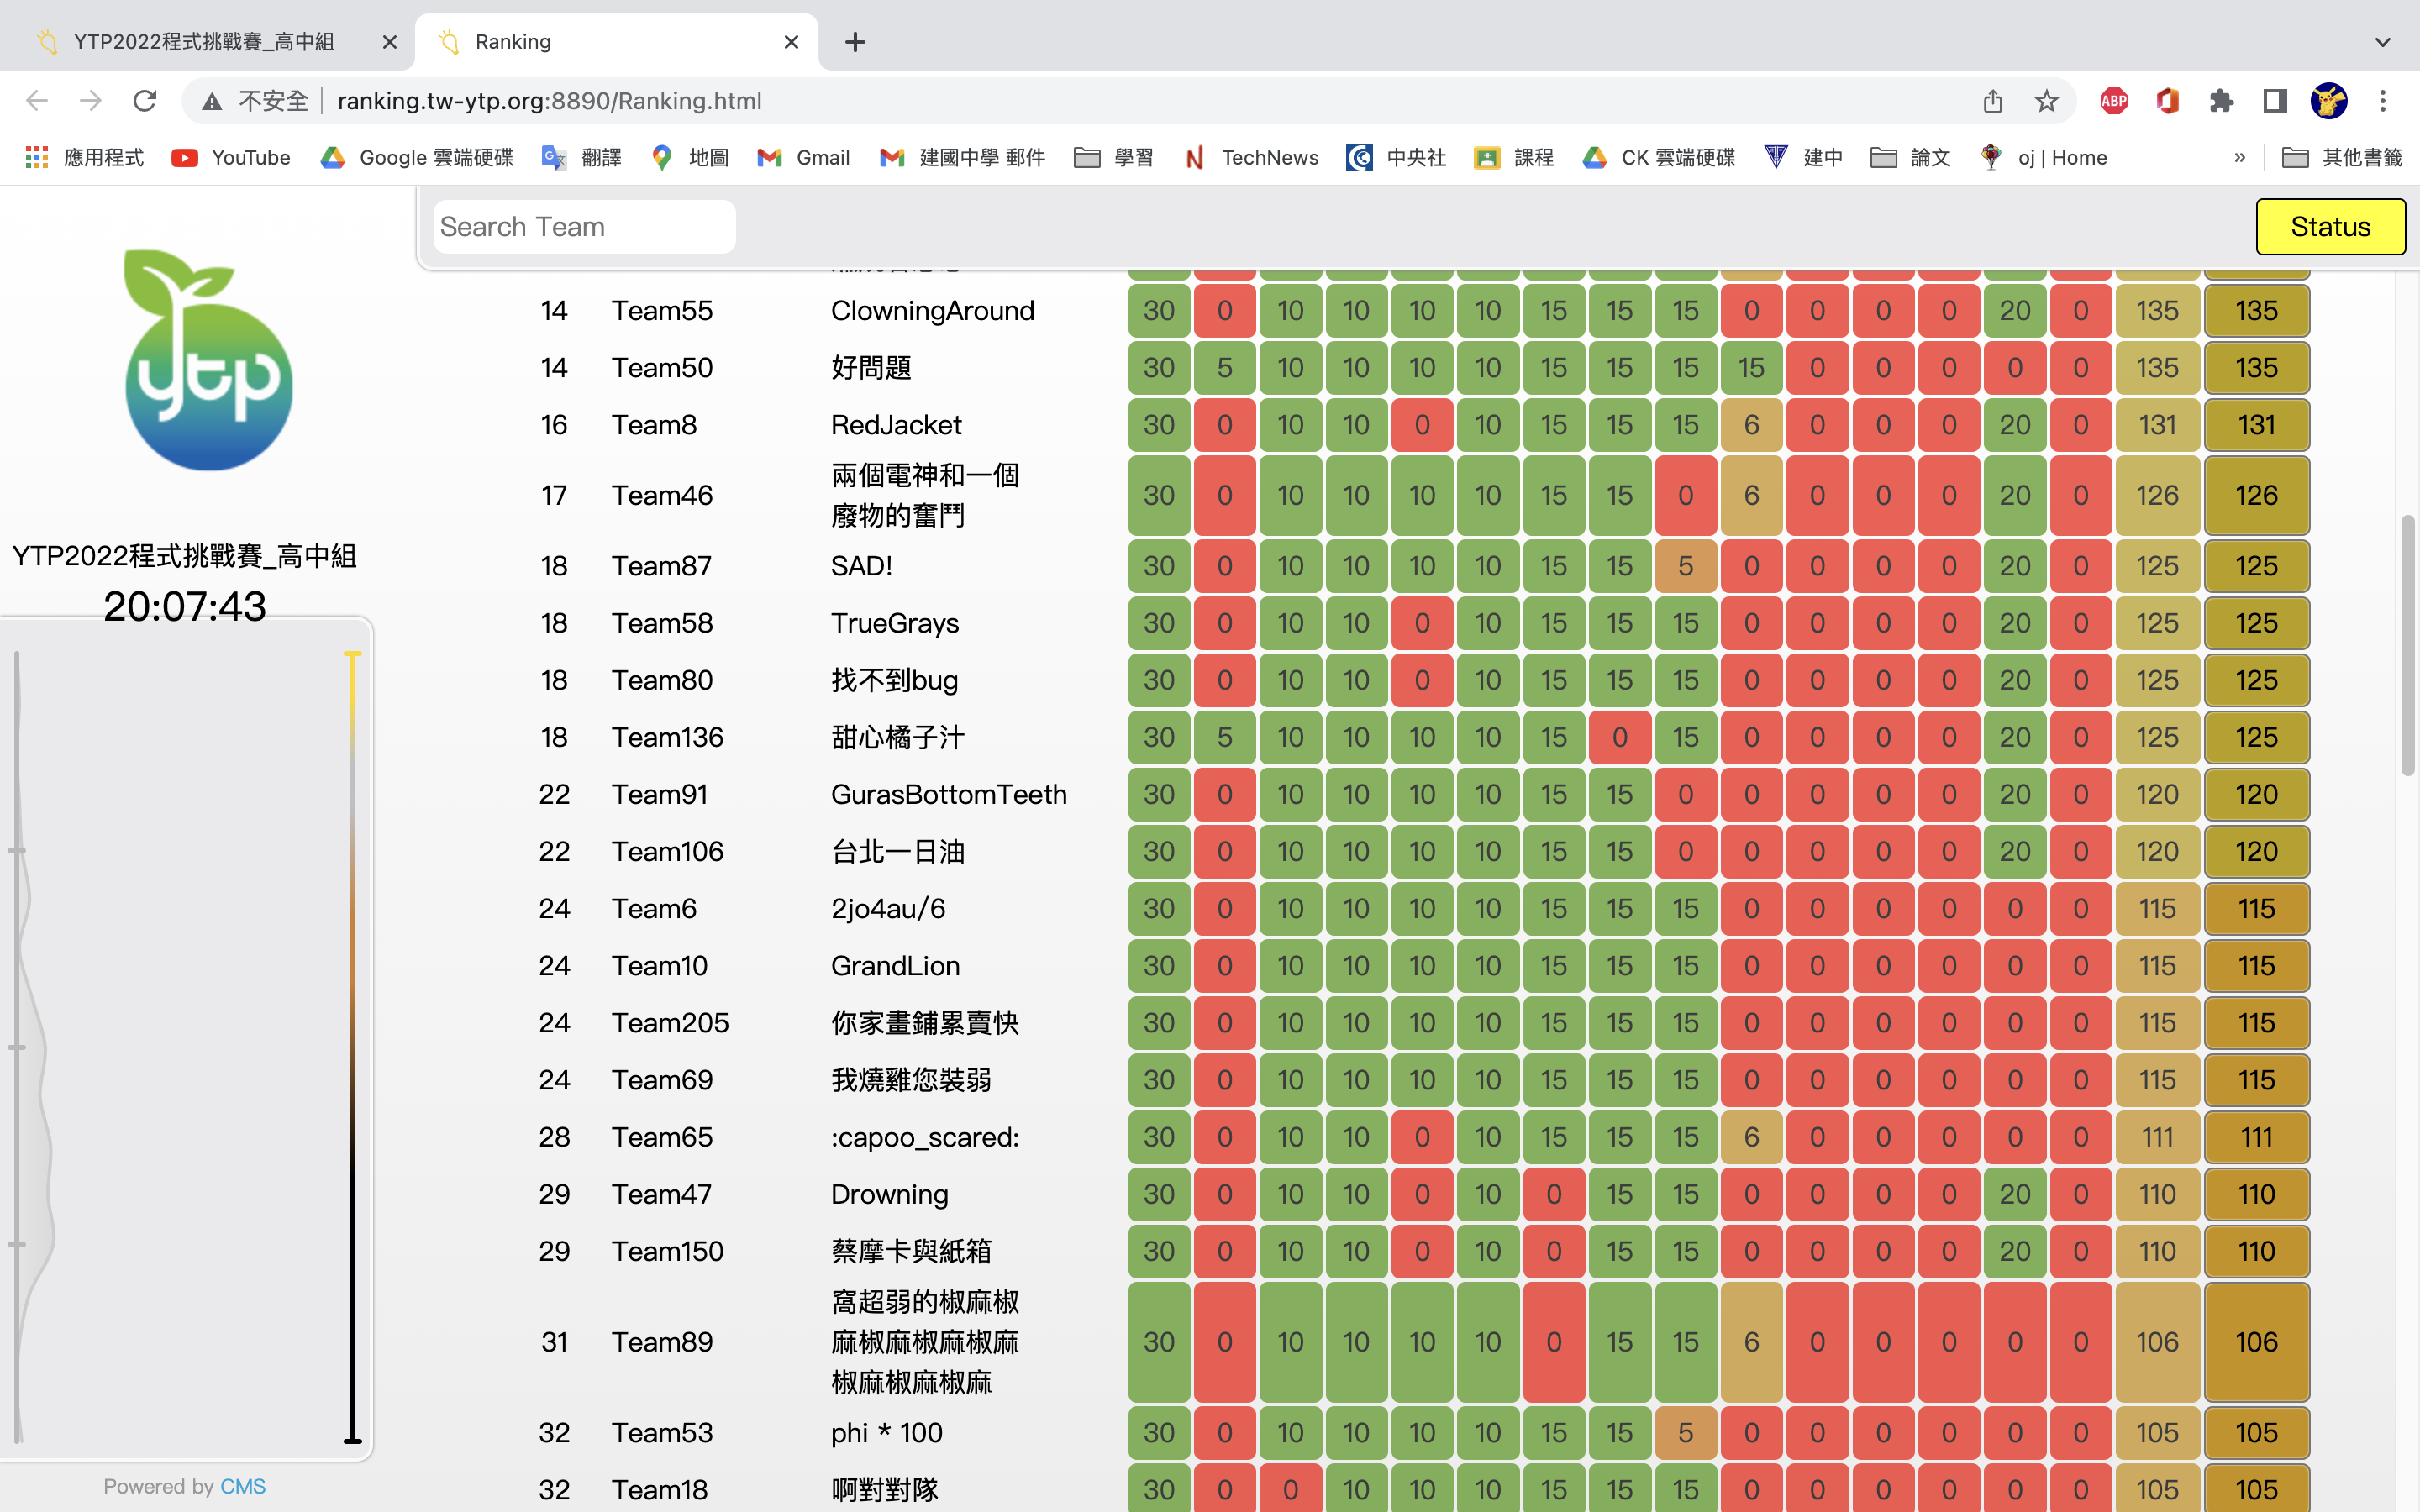 YTP2022程式挑戰賽_高中組
Ranking
不安全
ranking.tw-ytp.org:8890/Ranking.html
ABP
應用程式
YouTube
Google 雲端硬碟
翻譯
地圖
Gmail
建國中學 郵件
學習
TechNews
中央社
課程
CK 雲端硬碟
建中
論文
oj | Home
»
其他書籤
Search Team
Status
ytp
YTP2022程式挑戰賽_高中組
20:07:43
14 Team55 ClowningAround 30 0 10 10 10 10 15 15 15 0 0 0 0 20 0 135 135
14 Team50 好問題 30 5 10 10 10 10 15 15 15 15 0 0 0 0 0 135 135
16 Team8 RedJacket 30 0 10 10 0 10 15 15 15 6 0 0 0 20 0 131 131
兩個電神和一個
17 Team46 廢物的奮鬥 30 0 10 10 10 10 15 15 0 6 0 0 0 20 0 126 126
18 Team87 SAD! 30 0 10 10 10 10 15 15 5 0 0 0 0 20 0 125 125
18 Team58 TrueGrays 30 0 10 10 0 10 15 15 15 0 0 0 0 20 0 125 125
18 Team80 找不到bug 30 0 10 10 0 10 15 15 15 0 0 0 0 20 0 125 125
18 Team136 甜心橘子汁 30 5 10 10 10 10 15 0 15 0 0 0 0 20 0 125 125
22 Team91 GurasBottomTeeth 30 0 10 10 10 10 15 15 0 0 0 0 0 20 0 120 120
22 Team106 台北一日油 30 0 10 10 10 10 15 15 0 0 0 0 0 20 0 120 120
24 Team6 2jo4au/6 30 0 10 10 10 10 15 15 15 0 0 0 0 0 0 115 115
24 Team10 GrandLion 30 0 10 10 10 10 15 15 15 0 0 0 0 0 0 115 115
24 Team205 你家畫鋪累賣快 30 0 10 10 10 10 15 15 15 0 0 0 0 0 0 115 115
24 Team69 我燒雞您裝弱 30 0 10 10 10 10 15 15 15 0 0 0 0 0 0 115 115
28 Team65 :capoo_scared: 30 0 10 10 0 10 15 15 15 6 0 0 0 0 0 111 111
29 Team47 Drowning 30 0 10 10 0 10 0 15 15 0 0 0 0 20 0 110 110
29 Team150 蔡摩卡與紙箱 30 0 10 10 0 10 0 15 15 0 0 0 0 20 0 110 110
窩超弱的椒麻椒
31 Team89 麻椒麻椒麻椒麻 30 0 10 10 10 10 0 15 15 6 0 0 0 0 0 106 106
椒麻椒麻椒麻
32 Team53 phi * 100 30 0 10 10 10 10 15 15 5 0 0 0 0 0 0 105 105
32 Team18 啊對對隊 30 0 0 10 10 10 15 15 15 0 0 0 0 0 0 105 105
Powered by CMS